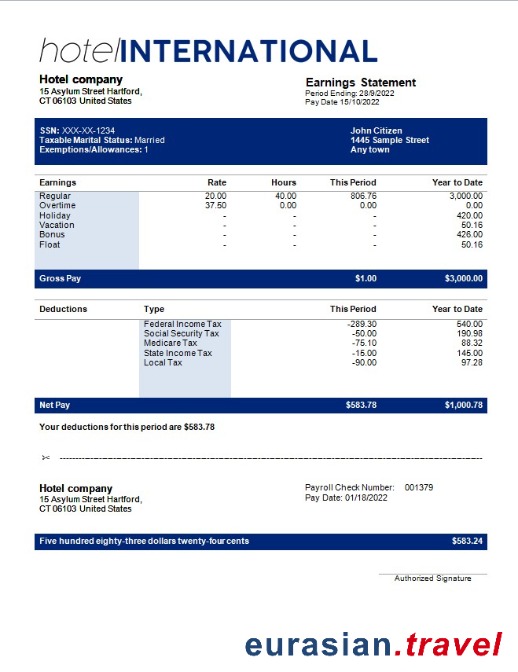 hotelINTERNATIONAL
Hotel company
15 Asylum Street Hartford,
CT 06103 United States
Earnings Statement
Period Ending: 28/9/2022
Pay Date 15/10/2022
SSN: XXX-XX-1234
Taxable Marital Status: Married
Exemptions/Allowances: 1
John Citizen
1445 Sample Street
Any town
Earnings Rate Hours This Period Year to Date
Regular 20.00 40.00 806.76 3,000.00
Overtime 37.50 0.00 0.00 0.00
Holiday - - - 420.00
Vacation - - - 50.16
Bonus - - - 426.00
Float - - - 50.16
Gross Pay $1.00 $3,000.00
Deductions Type This Period Year to Date
Federal Income Tax -289.30 540.00
Social Security Tax -50.00 190.98
Medicare Tax -75.10 88.32
State Income Tax -15.00 145.00
Local Tax -90.00 97.28
Net Pay $583.78 $1,000.78
Your deductions for this period are $583.78
Hotel company
15 Asylum Street Hartford,
CT 06103 United States
Payroll Check Number: 001379
Pay Date: 01/18/2022
Five hundred eighty-three dollars twenty-four cents $583.24
Authorized Signature
eurasian.travel